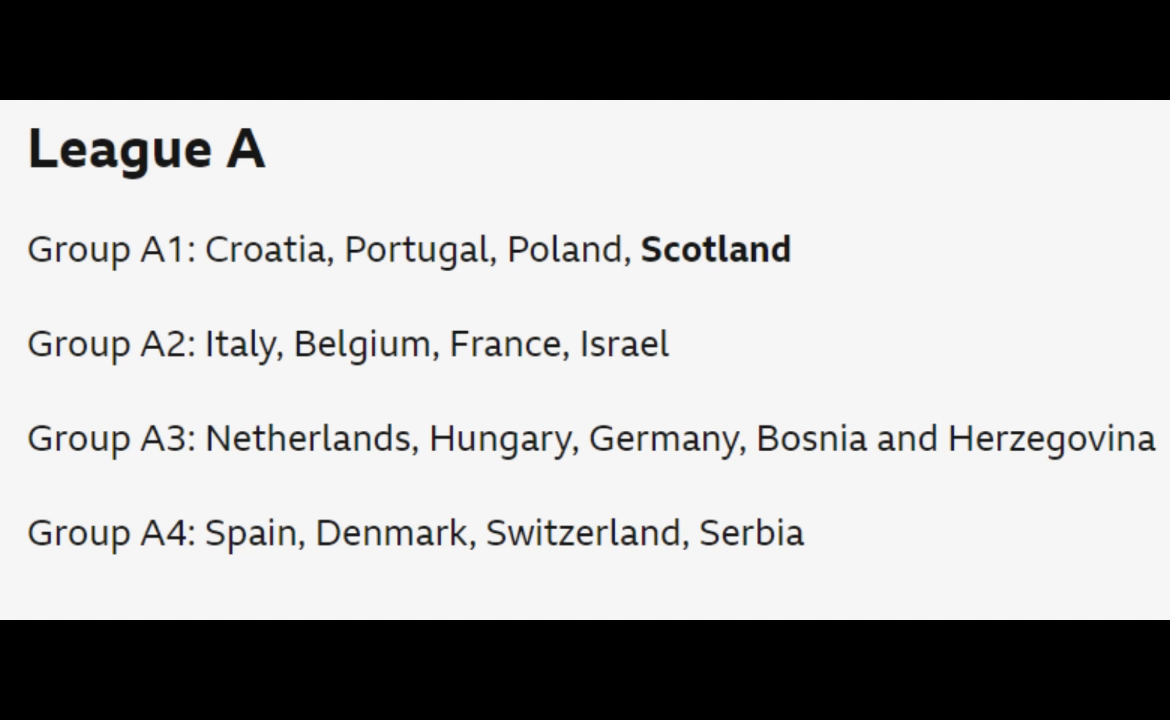 League A
Group A1: Croatia, Portugal, Poland, Scotland
Group A2: Italy, Belgium, France, Israel
Group A3: Netherlands, Hungary, Germany, Bosnia and Herzegovina
Group A4: Spain, Denmark, Switzerland, Serbia